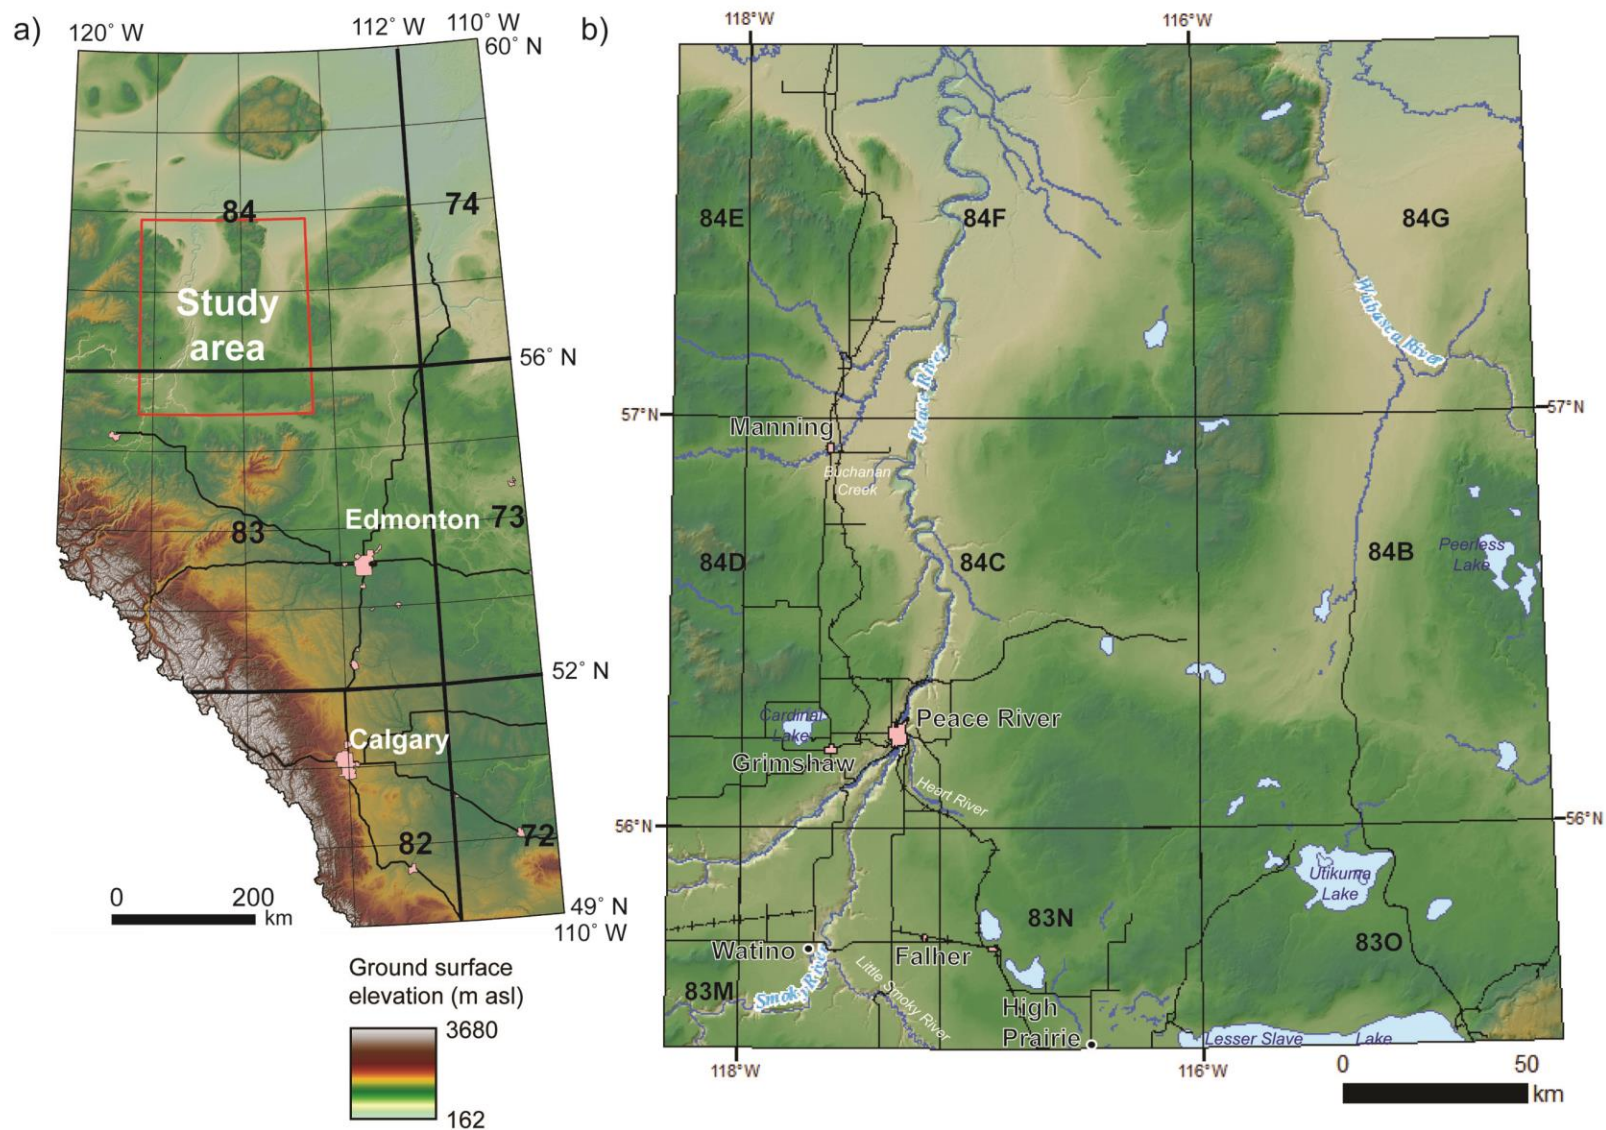 a)
120° W
112° W
110° W
60° N
84
74
Study
area
56° N
83
Edmonton
73
52° N
Calgary
82
72
0
200
km
49° N
110° W
Ground surface
elevation (m asl)
3680
162
b)
118°W
116°W
84E
84F
84G
Wabasca River
Peace River
57°N
57°N
Manning
Buchanan
Creek
84D
84C
84B
Peerless
Lake
Cardinal
Lake
Peace River
Grimshaw
Heart River
56°N
56°N
Utikuma
Lake
83N
83O
Watino
Falher
83M
Smoky River
Little Smoky River
High
Prairie
Lesser Slave Lake
118°W
116°W
0
50
km